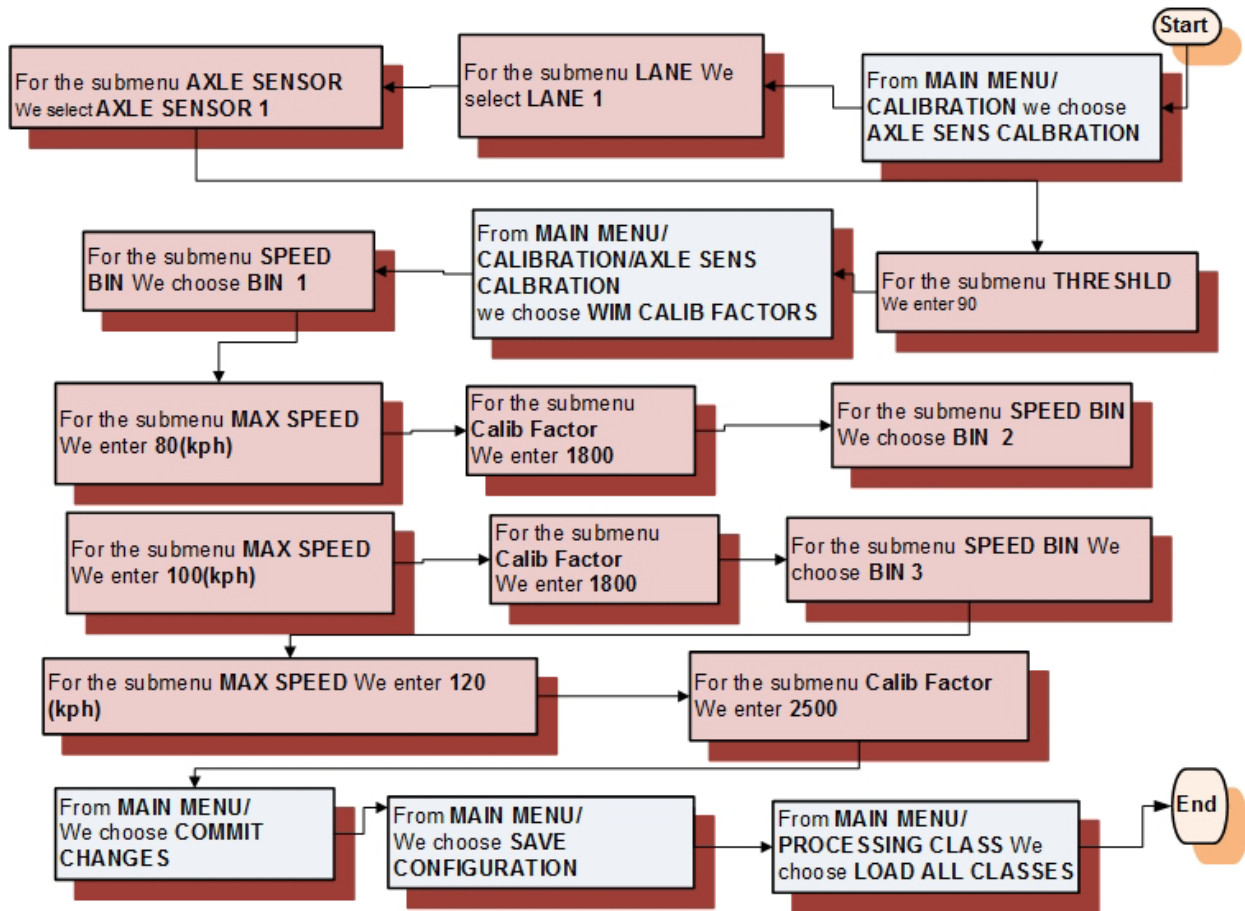 Start
From MAIN MENU/
CALIBRATION we choose
AXLE SENS CALBRATION
For the submenu LANE We
select LANE 1
For the submenu AXLE SENSOR
We select AXLE SENSOR 1
For the submenu THRESHLD
We enter 90
From MAIN MENU/
CALIBRATION/AXLE SENS
CALBRATION
we choose WIM CALIB FACTORS
For the submenu SPEED
BIN We choose BIN 1
For the submenu MAX SPEED
We enter 80(kph)
For the submenu
Calib Factor
We enter 1800
For the submenu SPEED BIN
We choose BIN 2
For the submenu MAX SPEED
We enter 100(kph)
For the submenu
Calib Factor
We enter 1800
For the submenu SPEED BIN We
choose BIN 3
For the submenu MAX SPEED We enter 120
(kph)
For the submenu Calib Factor
We enter 2500
From MAIN MENU/
We choose COMMIT
CHANGES
From MAIN MENU/
We choose SAVE
CONFIGURATION
From MAIN MENU/
PROCESSING CLASS We
choose LOAD ALL CLASSES
End